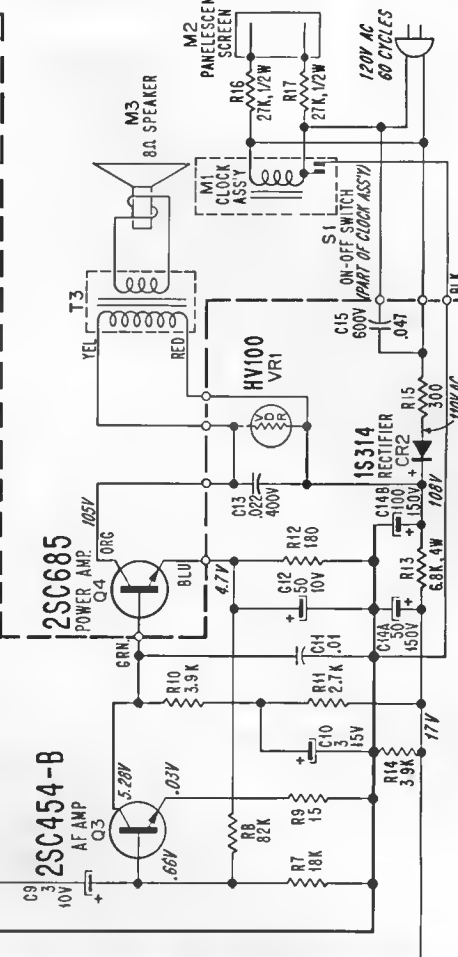 M2
PANELESCENT
SCREEN
R16
27K,1/2W
R17
27K,1/2W
120V AC
60 CYCLES
M3
8Ω SPEAKER
M1
CLOCK
ASS'Y
S1
ON-OFF SWITCH
(PART OF CLOCK ASS'Y)
T3
YEL
RED
BLK
C15
600V
.047
HV100
VR1
VDR
R15
300
110V AC
1S314
RECTIFIER
CR2
+
C13
.022
400V
C14B
100
150V
+
108V
2SC685
POWER AMP.
Q4
105V
ORG
BLU
GRN.
4.7V
R12
180
C12
50
10V
+
R13
6.8K,4W
C14A
50
150V
+
C11
.01
R10
3.9K
R11
2.7K
C10
3
15V
+
17V
R14
3.9K
2SC454-B
AF AMP
Q3
5.28V
.03V
.66V
R8
82K
R9
15
R7
18K
C9
3
10V
+